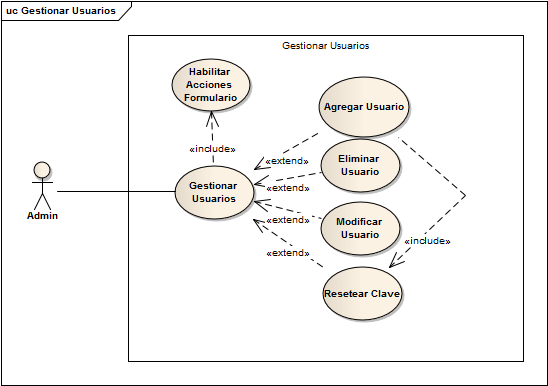 uc Gestionar Usuarios
Gestionar Usuarios
Habilitar
Acciones
Formulario
Agregar Usuario
«include»
«extend»
Eliminar
Usuario
Gestionar
Usuarios
«extend»
Admin
«extend»
Modificar
Usuario
«include»
«extend»
Resetear Clave